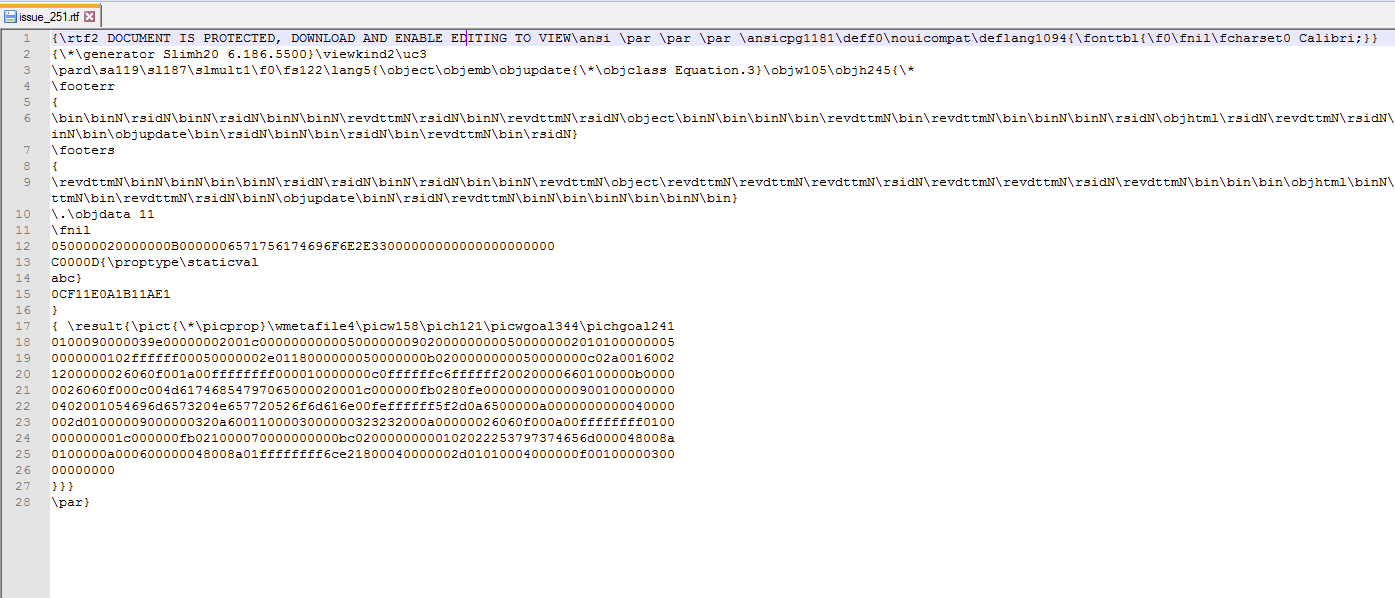 issue_251.rtf
1 {\rtf2 DOCUMENT IS PROTECTED, DOWNLOAD AND ENABLE EDITING TO VIEW\ansi \par \par \par \ansicpg1181\deff0\nouicompat\deflang1094{\fonttbl{\f0\fnil\fcharset0 Calibri;}}
2 {\*\generator Slimh20 6.186.5500}\viewkind2\uc3
3 \pard\sa119\sl187\slmult1\f0\fs122\lang5{\object\objemb\objupdate{\*\objclass Equation.3}\objw105\objh245{\*
4 \footerr
5 {
6 \bin\binN\rsidN\binN\rsidN\binN\binN\revdttmN\rsidN\binN\revdttmN\rsidN\object\binN\bin\binN\bin\revdttmN\bin\revdttmN\bin\binN\binN\rsidN\objhtml\rsidN\revdttmN\rsidN\
inN\bin\objupdate\bin\rsidN\binN\bin\rsidN\bin\revdttmN\bin\rsidN}
7 \footers
8 {
9 \revdttmN\binN\binN\bin\binN\rsidN\rsidN\binN\rsidN\bin\binN\revdttmN\object\revdttmN\revdttmN\revdttmN\rsidN\revdttmN\revdttmN\rsidN\revdttmN\bin\bin\bin\objhtml\binN\
ttmN\bin\revdttmN\rsidN\binN\objupdate\binN\rsidN\revdttmN\binN\bin\binN\bin\binN\bin}
10 \.\objdata 11
11 \fnil
12 050000020000000B0000006571756174696F6E2E3300000000000000000000
13 C0000D{\proptype\staticval
14 abc}
15 0CF11E0A1B11AE1
16 }
17 { \result{\pict{\*\picprop}\wmetafile4\picw158\pich121\picwgoal344\pichgoal241
18 0100090000039e00000002001c0000000000050000000902000000000500000002010100000005
19 0000000102ffffff00050000002e0118000000050000000b0200000000050000000c02a0016002
20 1200000026060f001a00ffffffff000010000000c0ffffffc6ffffff20020000660100000b0000
21 0026060f000c004d61746854797065000020001c000000fb0280fe000000000000900100000000
22 0402001054696d6573204e657720526f6d616e00feffffff5f2d0a6500000a0000000000040000
23 002d01000009000000320a6001100003000000323232000a00000026060f000a00ffffffff0100
24 000000001c000000fb021000070000000000bc02000000000102022253797374656d000048008a
25 0100000a000600000048008a01ffffffff6ce21800040000002d01010004000000f00100000300
26 00000000
27 }}}
28 \par}